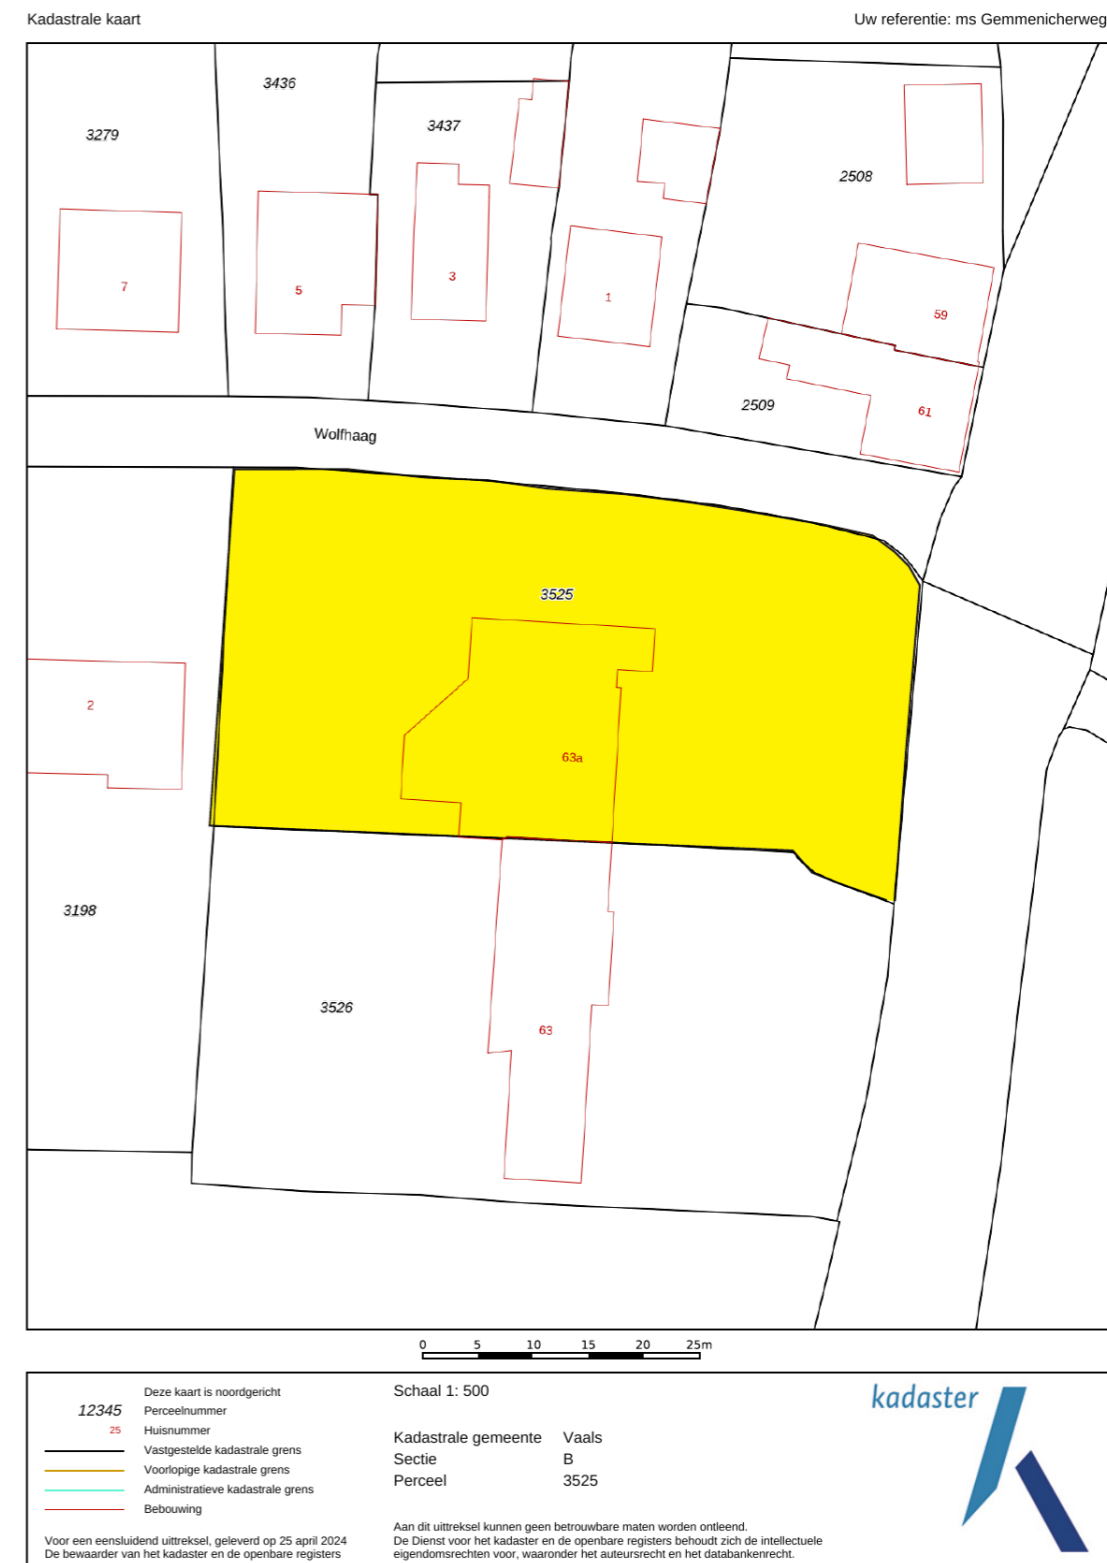 Kadastrale kaart
Uw referentie: ms Gemmenicherweg
3436
3279
3437
2508
7
5
3
1
59
2509
61
Wolfhaag
3525
2
63a
3198
3526
63
0 5 10 15 20 25m
Deze kaart is noordgericht
12345 Perceelnummer
25 Huisnummer
Vastgestelde kadastrale grens
Voorlopige kadastrale grens
Administratieve kadastrale grens
Bebouwing
Voor een eensluidend uittreksel, geleverd op 25 april 2024
De bewaarder van het kadaster en de openbare registers
Schaal 1: 500
Kadastrale gemeente Vaals
Sectie B
Perceel 3525
Aan dit uittreksel kunnen geen betrouwbare maten worden ontleend.
De Dienst voor het kadaster en de openbare registers behoudt zich de intellectuele
eigendomsrechten voor, waaronder het auteursrecht en het databankenrecht.
kadaster